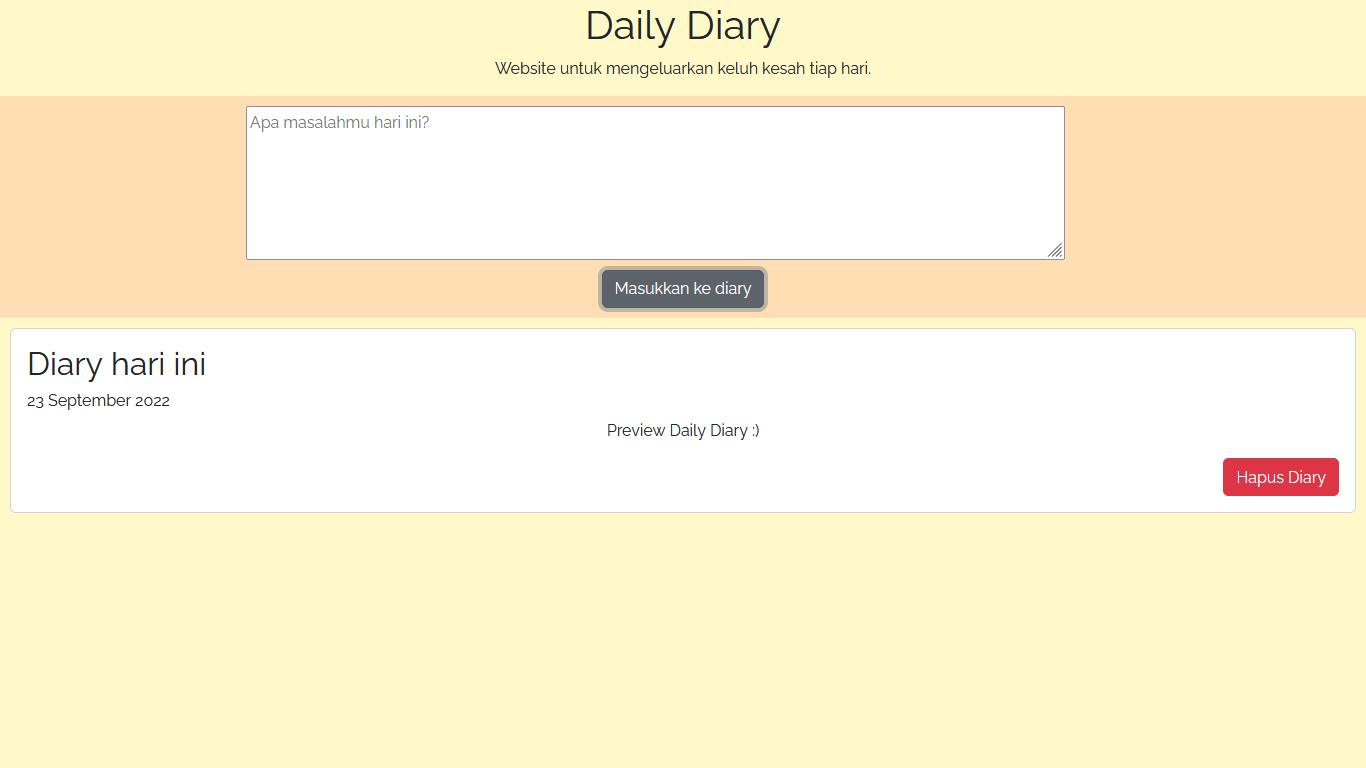 Daily Diary
Website untuk mengeluarkan keluh kesah tiap hari.
Apa masalahmu hari ini?
Masukkan ke diary
Diary hari ini
23 September 2022
Preview Daily Diary :)
Hapus Diary